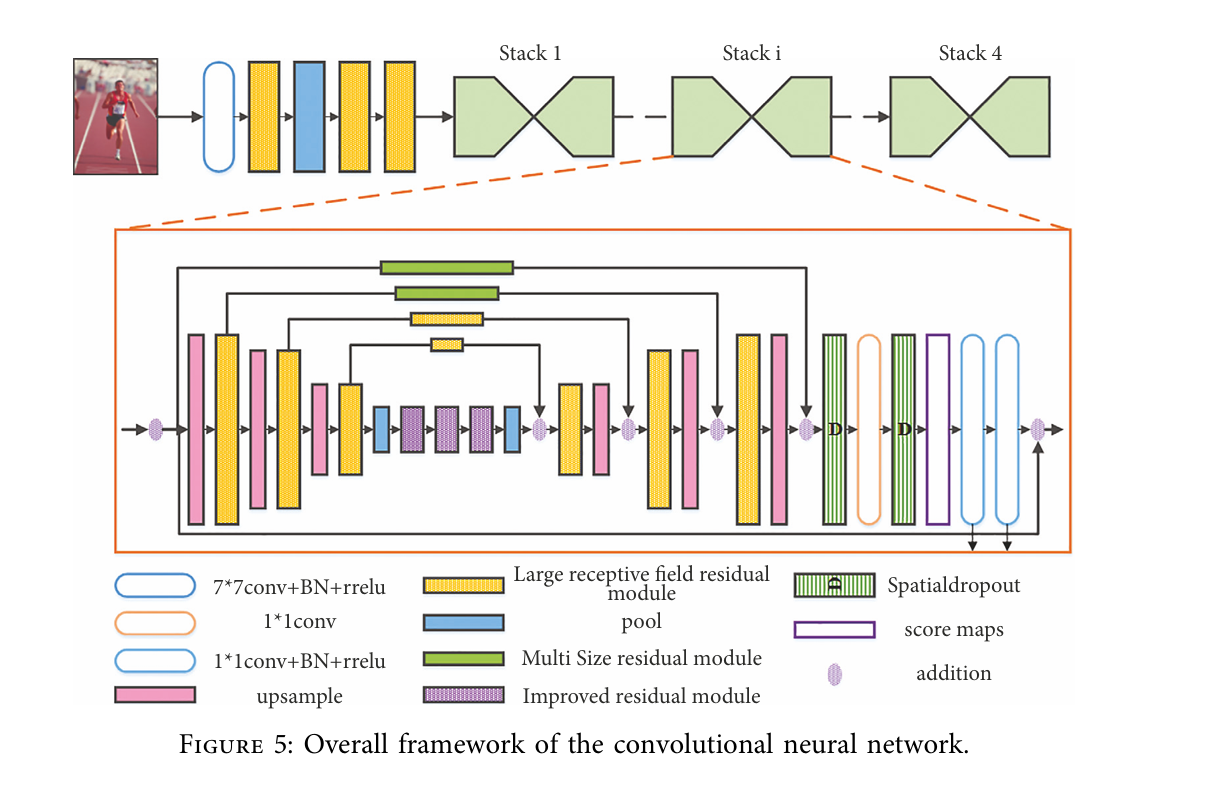 Stack 1
Stack i
Stack 4
D
D
7*7conv+BN+rrelu
1*1conv
1*1conv+BN+rrelu
upsample
Large receptive field residual
module
pool
Multi Size residual module
Improved residual module
D
Spatialdropout
score maps
addition
Figure 5: Overall framework of the convolutional neural network.